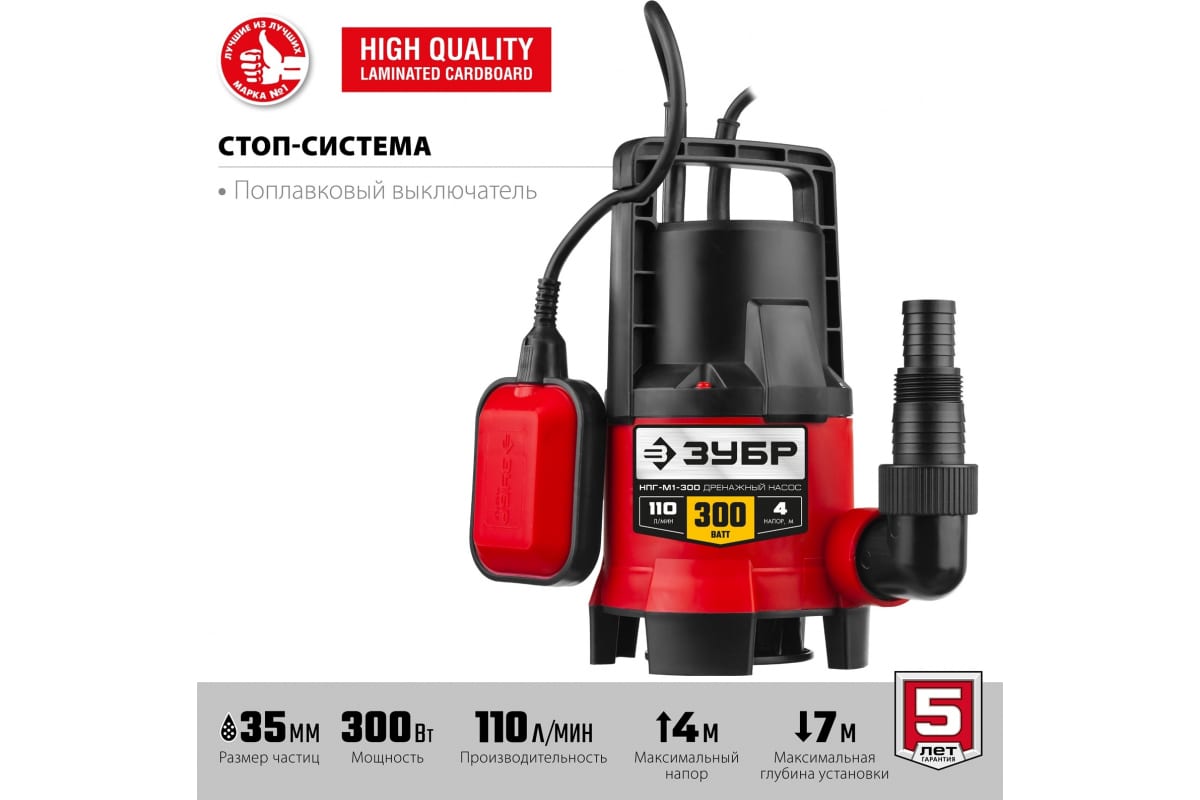 ЛУЧШИЕ ИЗ ЛУЧШИХ
МАРКА №1
HIGH QUALITY
LAMINATED CARDBOARD
СТОП-СИСТЕМА
• Поплавковый выключатель
ЗУБР
НПГ-М1-300 ДРЕНАЖНЫЙ НАСОС
110
Л/МИН
300
ВАТТ
4
НАПОР, М
35 мм
Размер частиц
300 Вт
Мощность
110 л/мин
Производительность
↑4 м
Максимальный
напор
↓7 м
Максимальная
глубина установки
5
ЛЕТ
ГАРАНТИЯ